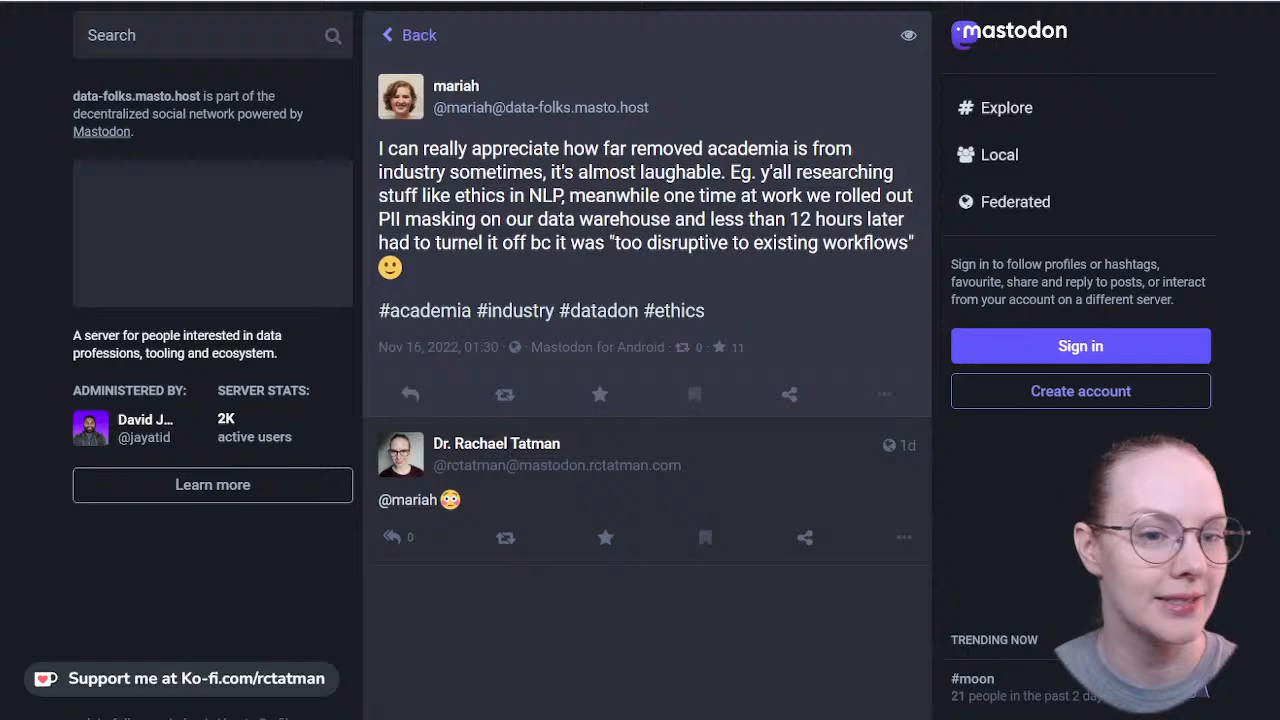 Search
data-folks.masto.host is part of the
decentralized social network powered by
Mastodon.
A server for people interested in data
professions, tooling and ecosystem.
ADMINISTERED BY:
David J...
@jayatid
SERVER STATS:
2K
active users
Learn more
Support me at Ko-fi.com/rctatman
Back
mariah
@mariah@data-folks.masto.host
I can really appreciate how far removed academia is from
industry sometimes, it's almost laughable. Eg. y'all researching
stuff like ethics in NLP, meanwhile one time at work we rolled out
PII masking on our data warehouse and less than 12 hours later
had to turnel it off bc it was "too disruptive to existing workflows"
🙂
#academia #industry #datadon #ethics
Nov 16, 2022, 01:30 · Mastodon for Android · 0 · 11
Dr. Rachael Tatman
1d
@rctatman@mastodon.rctatman.com
@mariah 😳
0
mastodon
Explore
Local
Federated
Sign in to follow profiles or hashtags,
favourite, share and reply to posts, or interact
from your account on a different server.
Sign in
Create account
TRENDING NOW
#moon
21 people in the past 2 days